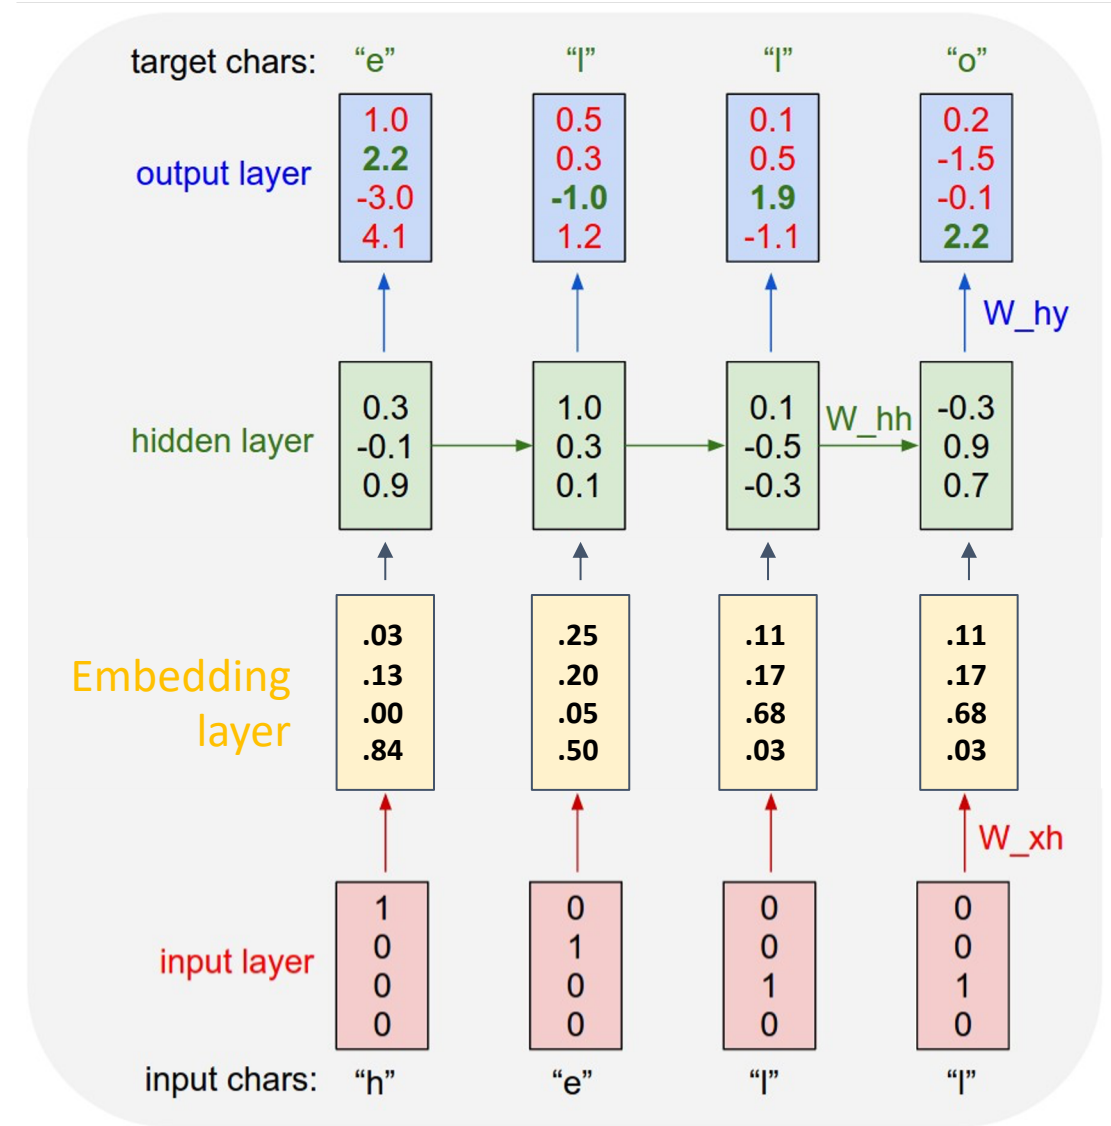 target chars: “e” “l” “l” “o”
output layer
1.0 0.5 0.1 0.2
2.2 0.3 0.5 -1.5
-3.0 -1.0 1.9 -0.1
4.1 1.2 -1.1 2.2
W_hy
hidden layer
0.3 1.0 0.1 -0.3
-0.1 0.3 -0.5 0.9
0.9 0.1 -0.3 0.7
W_hh
Embedding
layer
.03 .25 .11 .11
.13 .20 .17 .17
.00 .05 .68 .68
.84 .50 .03 .03
W_xh
input layer
1 0 0 0
0 1 0 0
0 0 1 1
0 0 0 0
input chars: “h” “e” “l” “l”